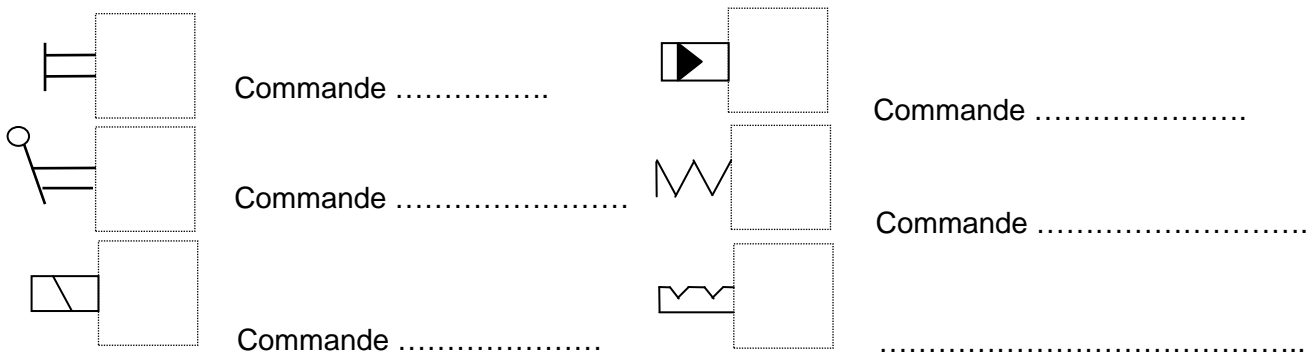 Commande …………….
Commande ………………….
Commande ……………………
Commande ……………………….
Commande …………………
……………………………………..